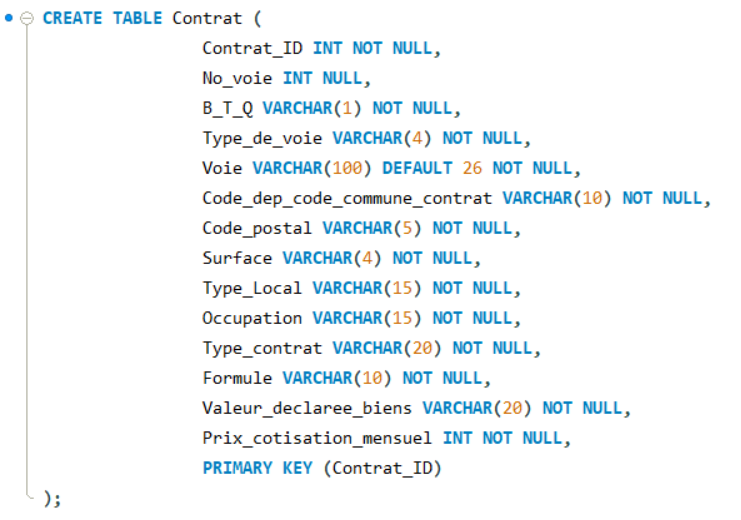 CREATE TABLE Contrat (
Contrat_ID INT NOT NULL,
No_voie INT NULL,
B_T_Q VARCHAR(1) NOT NULL,
Type_de_voie VARCHAR(4) NOT NULL,
Voie VARCHAR(100) DEFAULT 26 NOT NULL,
Code_dep_code_commune_contrat VARCHAR(10) NOT NULL,
Code_postal VARCHAR(5) NOT NULL,
Surface VARCHAR(4) NOT NULL,
Type_Local VARCHAR(15) NOT NULL,
Occupation VARCHAR(15) NOT NULL,
Type_contrat VARCHAR(20) NOT NULL,
Formule VARCHAR(10) NOT NULL,
Valeur_declaree_biens VARCHAR(20) NOT NULL,
Prix_cotisation_mensuel INT NOT NULL,
PRIMARY KEY (Contrat_ID)
);